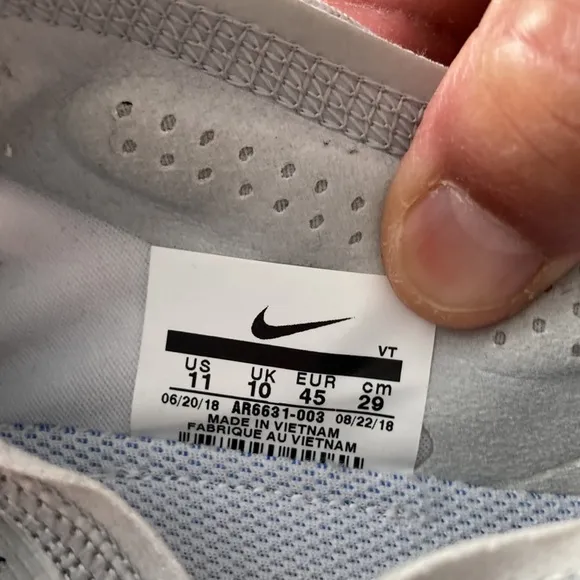 VT
US UK EUR cm
11 10 45 29
06/20/18 AR6631-003 08/22/18
MADE IN VIETNAM
FABRIQUE AU VIETNAM